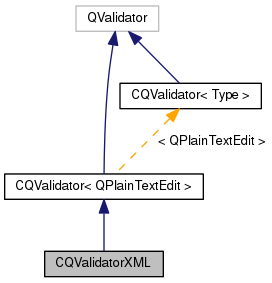 QValidator
CQValidator< Type >
< QPlainTextEdit >
CQValidator< QPlainTextEdit >
CQValidatorXML